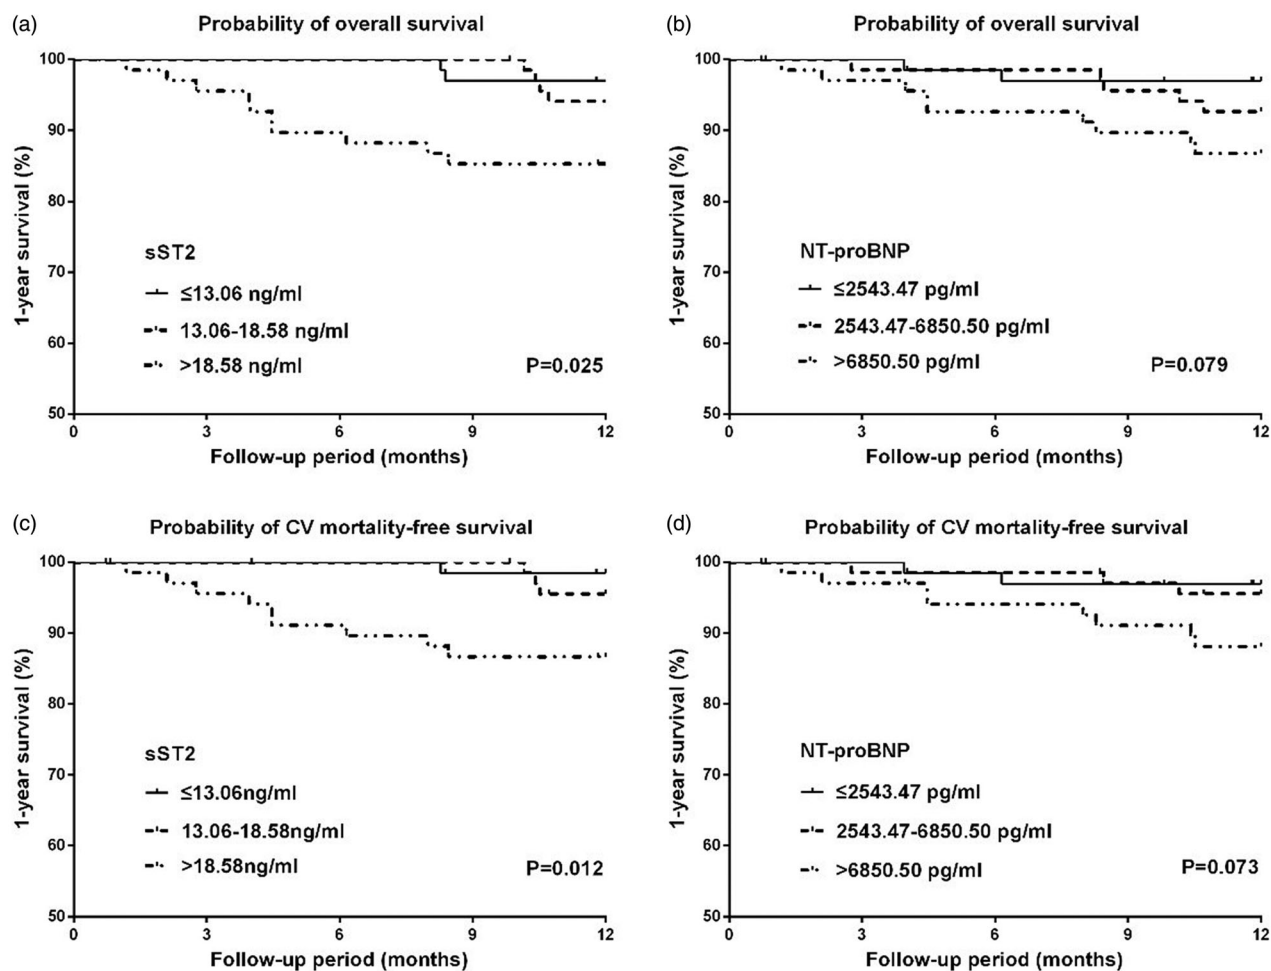 (a) Probability of overall survival
100
90
80
70
60
50
1-year survival (%)
sST2
≤13.06 ng/ml
13.06-18.58 ng/ml
>18.58 ng/ml
P=0.025
0 3 6 9 12
Follow-up period (months)
(b) Probability of overall survival
100
90
80
70
60
50
1-year survival (%)
NT-proBNP
≤2543.47 pg/ml
2543.47-6850.50 pg/ml
>6850.50 pg/ml
P=0.079
0 3 6 9 12
Follow-up period (months)
(c) Probability of CV mortality-free survival
100
90
80
70
60
50
1-year survival (%)
sST2
≤13.06ng/ml
13.06-18.58ng/ml
>18.58ng/ml
P=0.012
0 3 6 9 12
Follow-up period (months)
(d) Probability of CV mortality-free survival
100
90
80
70
60
50
1-year survival (%)
NT-proBNP
≤2543.47 pg/ml
2543.47-6850.50 pg/ml
>6850.50 pg/ml
P=0.073
0 3 6 9 12
Follow-up period (months)